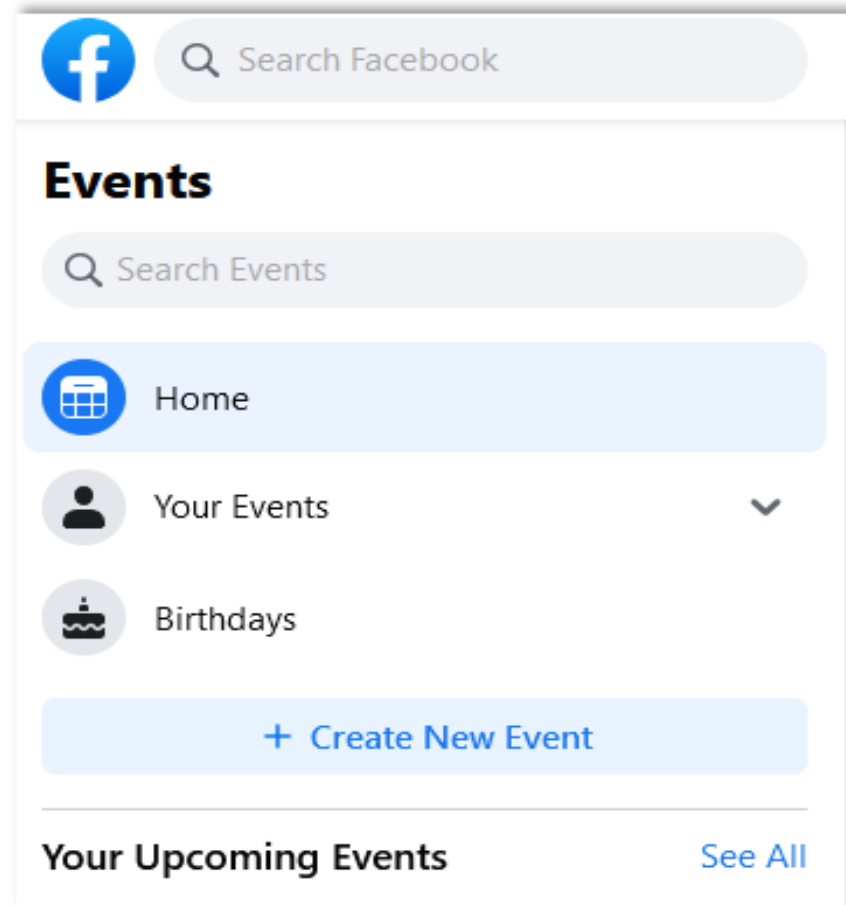 Search Facebook
Events
Search Events
Home
Your Events
Birthdays
+ Create New Event
Your Upcoming Events See All